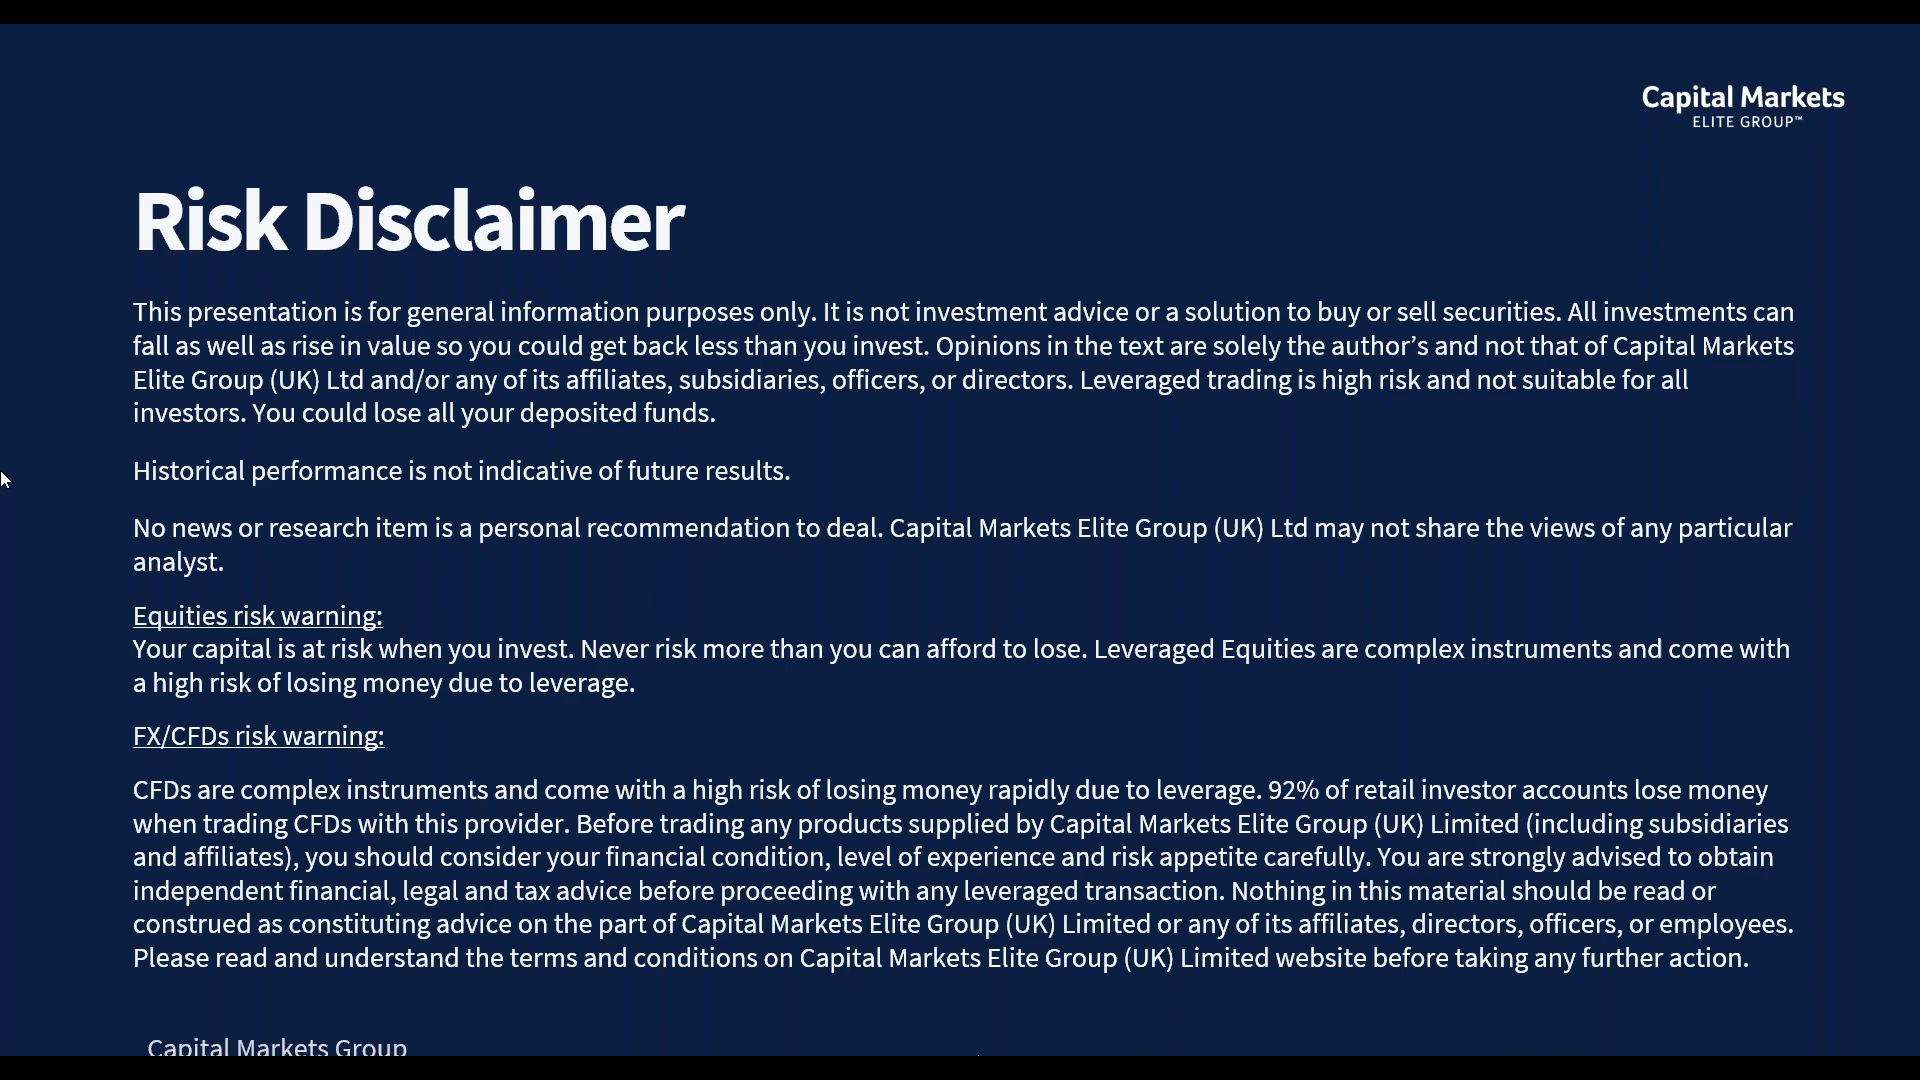 Capital Markets
ELITE GROUP™
Risk Disclaimer
This presentation is for general information purposes only. It is not investment advice or a solution to buy or sell securities. All investments can
fall as well as rise in value so you could get back less than you invest. Opinions in the text are solely the author’s and not that of Capital Markets
Elite Group (UK) Ltd and/or any of its affiliates, subsidiaries, officers, or directors. Leveraged trading is high risk and not suitable for all
investors. You could lose all your deposited funds.
Historical performance is not indicative of future results.
No news or research item is a personal recommendation to deal. Capital Markets Elite Group (UK) Ltd may not share the views of any particular
analyst.
Equities risk warning:
Your capital is at risk when you invest. Never risk more than you can afford to lose. Leveraged Equities are complex instruments and come with
a high risk of losing money due to leverage.
FX/CFDs risk warning:
CFDs are complex instruments and come with a high risk of losing money rapidly due to leverage. 92% of retail investor accounts lose money
when trading CFDs with this provider. Before trading any products supplied by Capital Markets Elite Group (UK) Limited (including subsidiaries
and affiliates), you should consider your financial condition, level of experience and risk appetite carefully. You are strongly advised to obtain
independent financial, legal and tax advice before proceeding with any leveraged transaction. Nothing in this material should be read or
construed as constituting advice on the part of Capital Markets Elite Group (UK) Limited or any of its affiliates, directors, officers, or employees.
Please read and understand the terms and conditions on Capital Markets Elite Group (UK) Limited website before taking any further action.
Capital Markets Group